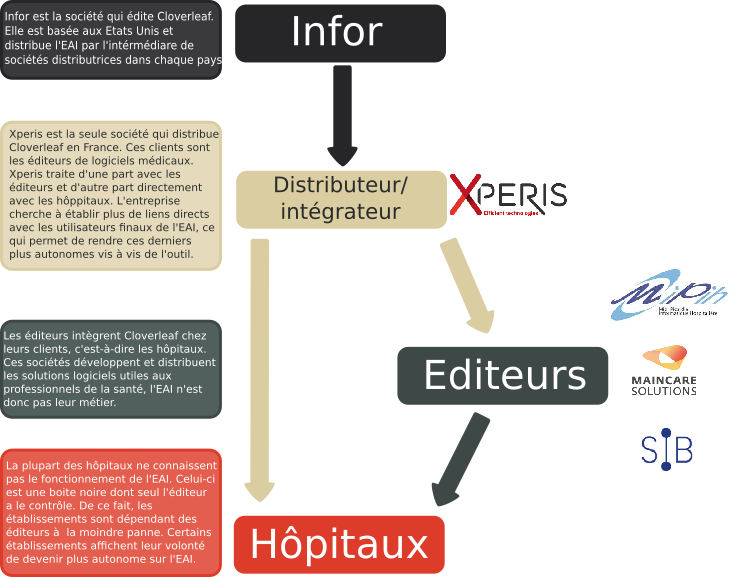 Infor est la société qui édite Cloverleaf.
Elle est basée aux Etats Unis et
distribue l'EAI par l'intérmédiaire de
sociétés distributrices dans chaque pays
Infor
Xperis est la seule société qui distribue
Cloverleaf en France. Ces clients sont
les éditeurs de logiciels médicaux.
Xperis traite d'une part avec les
éditeurs et d'autre part directement
avec les hôppitaux. L'entreprise
cherche à établir plus de liens directs
avec les utilisateurs finaux de l'EAI, ce
qui permet de rendre ces derniers
plus autonomes vis à vis de l'outil.
Distributeur/
intégrateur
XPERIS
Efficient technologies
Mipih
Midi Picardie
Informatique Hospitalière
Les éditeurs intègrent Cloverleaf chez
leurs clients, c'est-à-dire les hôpitaux.
Ces sociétés développent et distribuent
les solutions logiciels utiles aux
professionnels de la santé, l'EAI n'est
donc pas leur métier.
Editeurs
MAINCARE
SOLUTIONS
SIB
La plupart des hôpitaux ne connaissent
pas le fonctionnement de l'EAI. Celui-ci
est une boite noire dont seul l'éditeur
a le contrôle. De ce fait, les
établissements sont dépendant des
éditeurs à la moindre panne. Certains
établissements affichent leur volonté
de devenir plus autonome sur l'EAI.
Hôpitaux